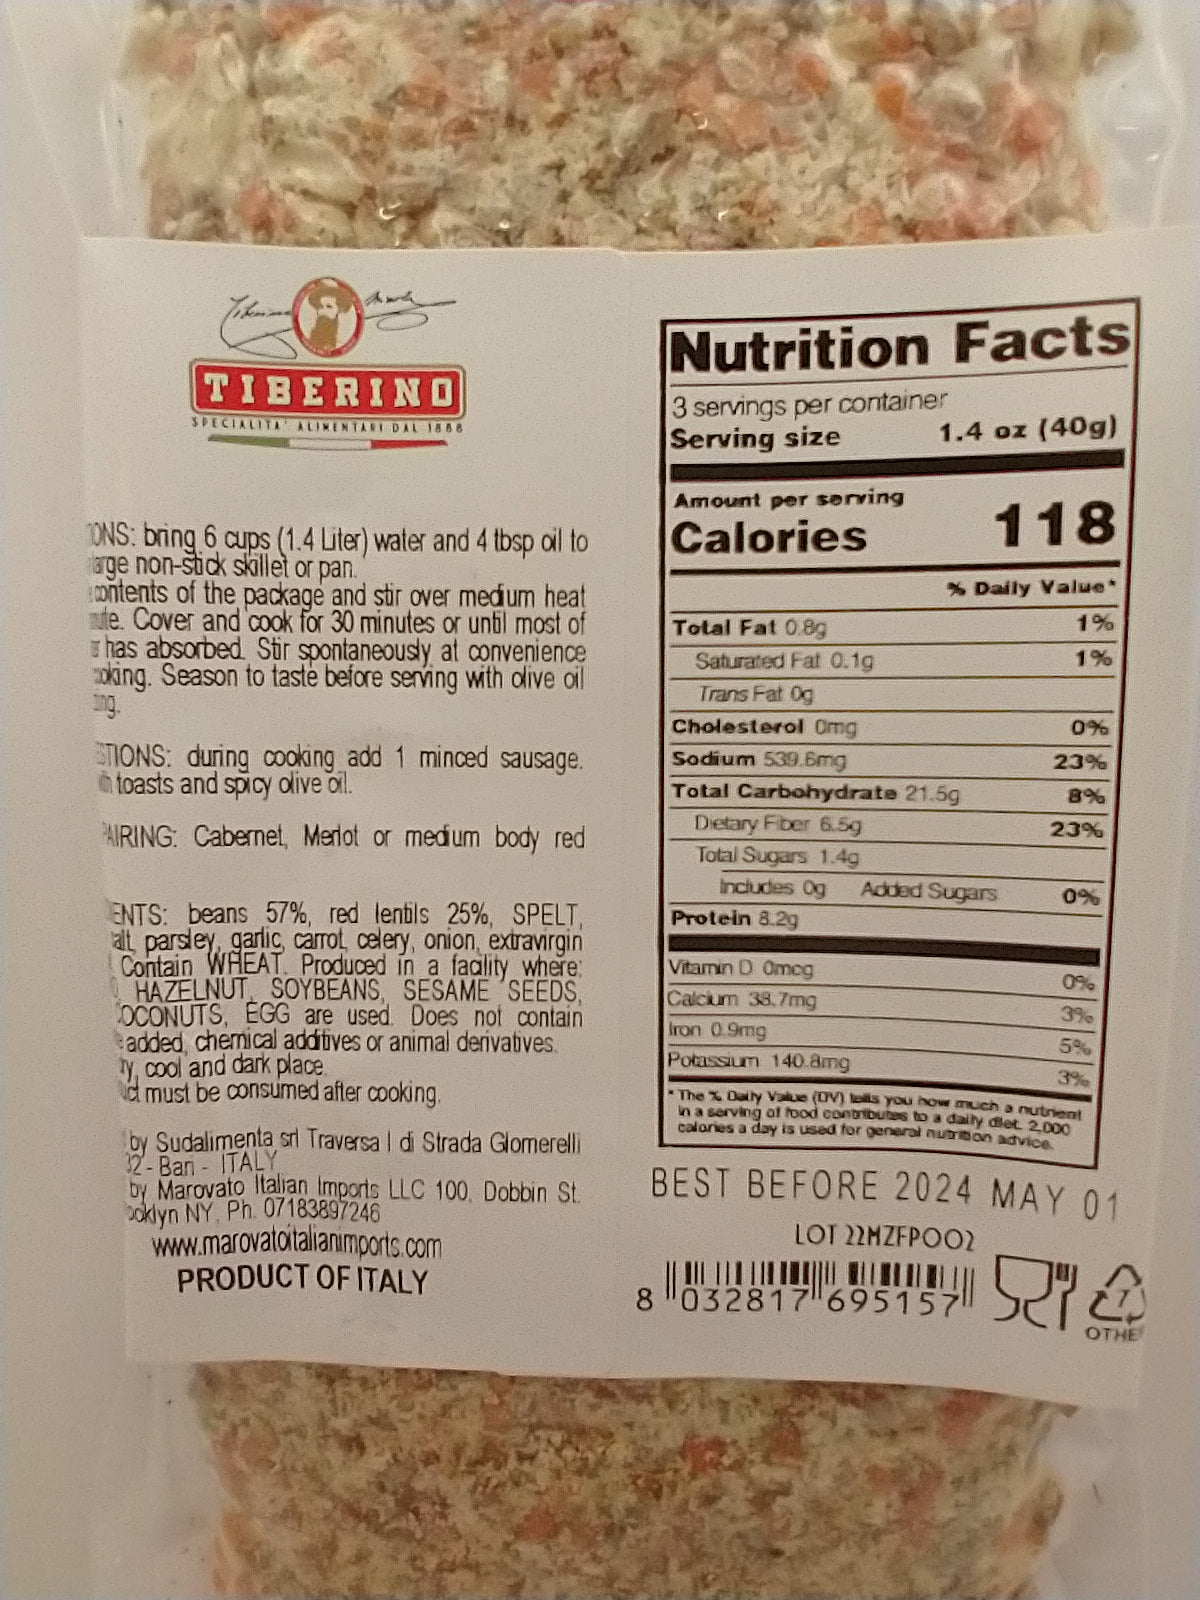 TIBERINO
SPECIALITA' ALIMENTARI DAL 1888
IONS: bring 6 cups (1.4 Liter) water and 4 tbsp oil to
arge non-stick skillet or pan.
contents of the package and stir over medium heat
nute. Cover and cook for 30 minutes or until most of
has absorbed. Stir spontaneously at convenience
ooking. Season to taste before serving with olive oil
STIONS: during cooking add 1 minced sausage.
toasts and spicy olive oil.
PAIRING: Cabernet, Merlot or medium body red
ENTS: beans 57%, red lentils 25%, SPELT,
alt, parsley, garlic, carrot, celery, onion, extravirgin
Contain WHEAT. Produced in a facility where:
HAZELNUT, SOYBEANS, SESAME SEEDS,
OCONUTS, EGG are used. Does not contain
added, chemical additives or animal derivatives.
ry, cool and dark place.
ct must be consumed after cooking.
by Sudalimenta srl Traversa I di Strada Glomerelli
32 - Bari - ITALY
by Marovato Italian Imports LLC 100, Dobbin St.
ooklyn NY. Ph. 07183897246
www.marovatoitalianimports.com
PRODUCT OF ITALY
Nutrition Facts
3 servings per container
Serving size 1.4 oz (40g)
Amount per serving
Calories 118
% Daily Value*
Total Fat 0.8g 1%
Saturated Fat 0.1g 1%
Trans Fat 0g
Cholesterol 0mg 0%
Sodium 539.6mg 23%
Total Carbohydrate 21.5g 8%
Dietary Fiber 6.5g 23%
Total Sugars 1.4g
Includes 0g Added Sugars 0%
Protein 8.2g
Vitamin D 0mcg 0%
Calcium 38.7mg 3%
Iron 0.9mg 5%
Potassium 140.8mg 3%
* The % Daily Value (DV) tells you how much a nutrient
in a serving of food contributes to a daily diet. 2,000
calories a day is used for general nutrition advice.
BEST BEFORE 2024 MAY 01
LOT 22MZFP002
8 032817 695157
7
OTHE